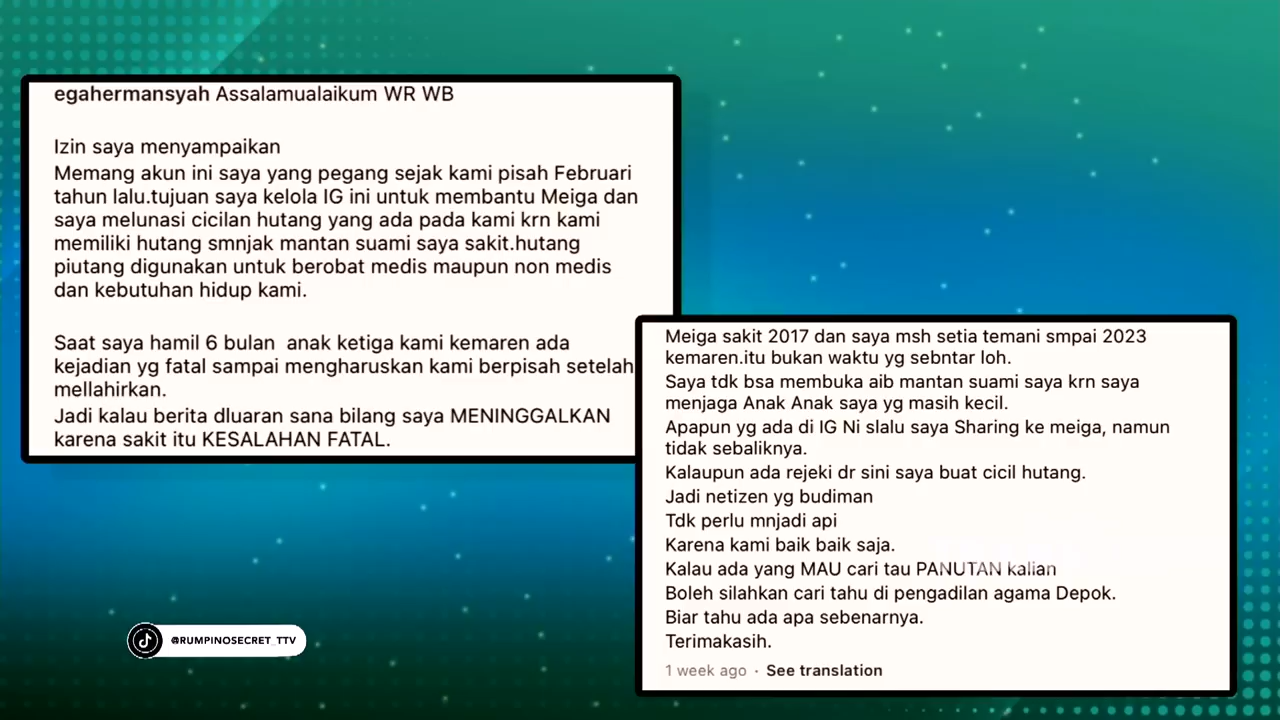 egahermansyah Assalamualaikum WR WB
Izin saya menyampaikan
Memang akun ini saya yang pegang sejak kami pisah Februari
tahun lalu.tujuan saya kelola IG ini untuk membantu Meiga dan
saya melunasi cicilan hutang yang ada pada kami krn kami
memiliki hutang smnjak mantan suami saya sakit.hutang
piutang digunakan untuk berobat medis maupun non medis
dan kebutuhan hidup kami.
Saat saya hamil 6 bulan anak ketiga kami kemaren ada
kejadian yg fatal sampai mengharuskan kami berpisah setelah
mellahirkan.
Jadi kalau berita dluaran sana bilang saya MENINGGALKAN
karena sakit itu KESALAHAN FATAL.
Meiga sakit 2017 dan saya msh setia temani smpai 2023
kemaren.itu bukan waktu yg sebntar loh.
Saya tdk bsa membuka aib mantan suami saya krn saya
menjaga Anak Anak saya yg masih kecil.
Apapun yg ada di IG Ni slalu saya Sharing ke meiga, namun
tidak sebaliknya.
Kalaupun ada rejeki dr sini saya buat cicil hutang.
Jadi netizen yg budiman
Tdk perlu mnjadi api
Karena kami baik baik saja.
Kalau ada yang MAU cari tau PANUTAN kalian
Boleh silahkan cari tahu di pengadilan agama Depok.
Biar tahu ada apa sebenarnya.
Terimakasih.
1 week ago · See translation
@RUMPINOSECRET_TTV